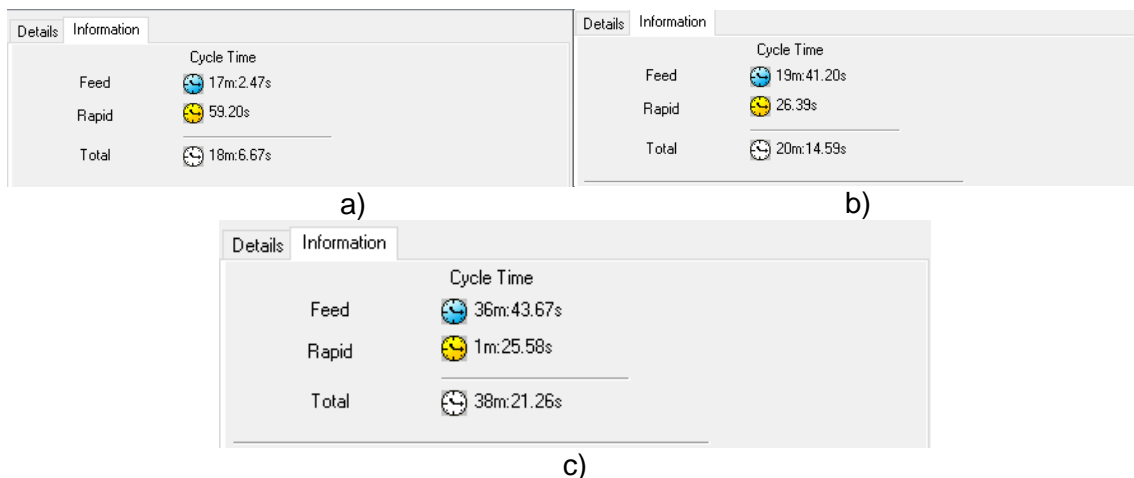 Details Information
Cycle Time
Feed 17m:2.47s
Rapid 59.20s
Total 18m:6.67s
a)
Details Information
Cycle Time
Feed 19m:41.20s
Rapid 26.39s
Total 20m:14.59s
b)
Details Information
Cycle Time
Feed 36m:43.67s
Rapid 1m:25.58s
Total 38m:21.26s
c)